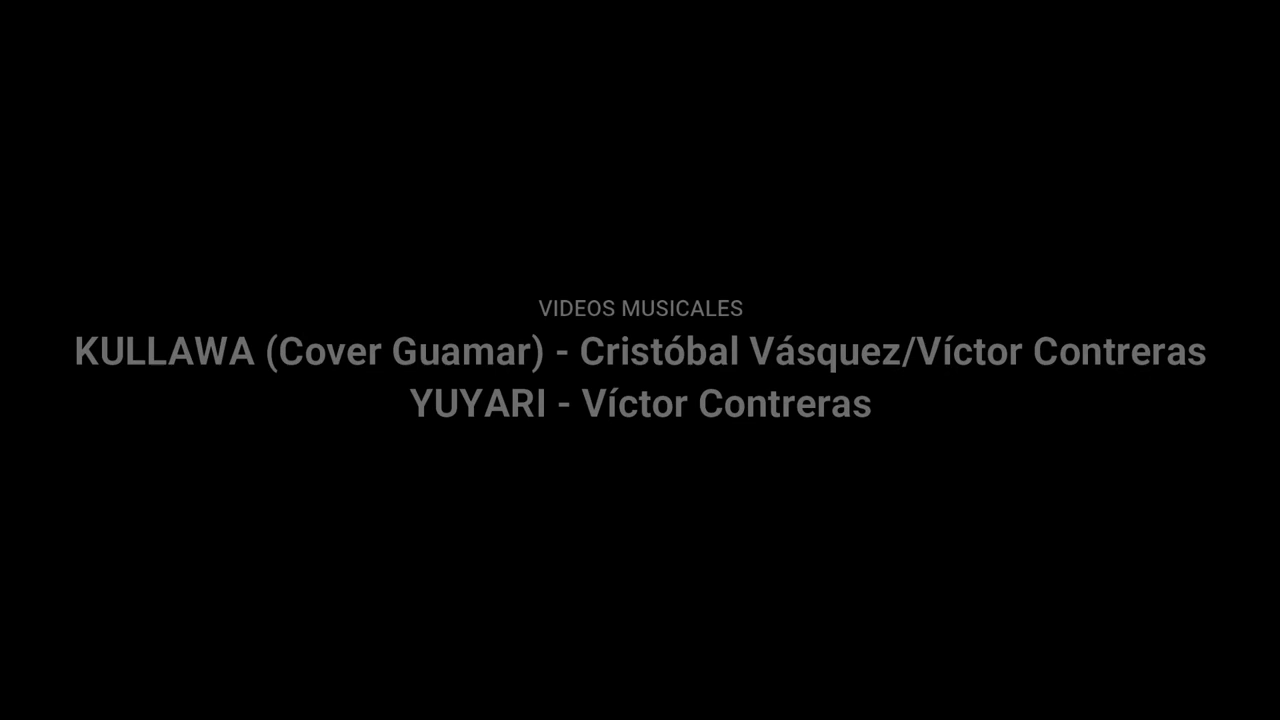 VIDEOS MUSICALES
KULLAWA (Cover Guamar) - Cristóbal Vásquez/Víctor Contreras
YUYARI - Víctor Contreras